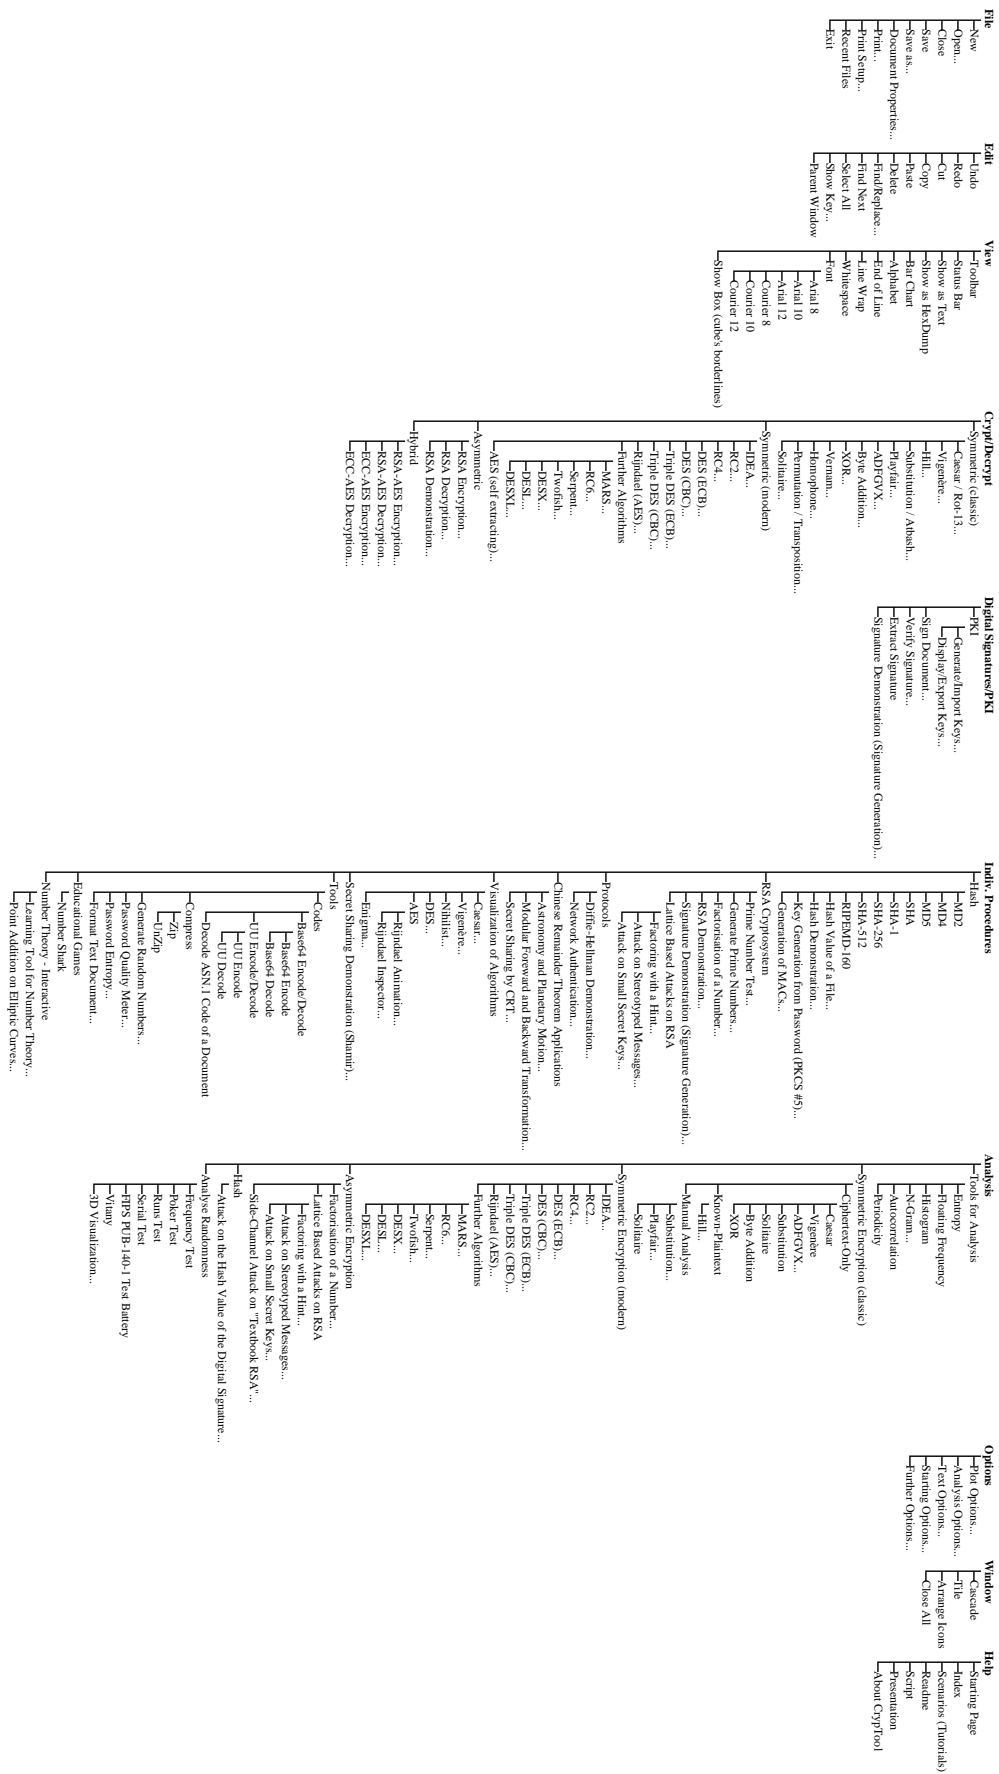 File
New
Open...
Close
Save
Save as...
Document Properties...
Print...
Print Setup...
Recent Files
Exit
Edit
Undo
Redo
Cut
Copy
Paste
Delete
Find/Replace...
Find Next
Select All
Show Key...
Parent Window
View
Toolbar
Status Bar
Show as Text
Show as HexDump
Bar Chart
Alphabet
End of Line
Line Wrap
Whitespace
Font
Arial 8
Arial 10
Arial 12
Courier 8
Courier 10
Courier 12
Show Box (cube's borderlines)
Crypt/Decrypt
Symmetric (classic)
Caesar / Rot-13...
Vigenère...
Hill...
Substitution / Atbash...
Playfair...
ADFGVX...
Byte Addition...
XOR...
Vernam...
Homophone...
Permutation / Transposition...
Solitaire...
Symmetric (modern)
IDEA...
RC2...
RC4...
DES (ECB)...
DES (CBC)...
Triple DES (ECB)...
Triple DES (CBC)...
Rijndael (AES)...
Further Algorithms
MARS...
RC6...
Serpent...
Twofish...
DESX...
DESL...
DESXL...
AES (self extracting)...
Asymmetric
RSA Encryption...
RSA Decryption...
RSA Demonstration...
Hybrid
RSA-AES Encryption...
RSA-AES Decryption...
ECC-AES Encryption...
ECC-AES Decryption...
Digital Signatures/PKI
PKI
Generate/Import Keys...
Display/Export Keys...
Sign Document...
Verify Signature...
Extract Signature
Signature Demonstration (Signature Generation)...
Indiv. Procedures
Hash
MD2
MD4
MD5
SHA
SHA-1
SHA-256
SHA-512
RIPEMD-160
Hash Value of a File...
Hash Demonstration...
Key Generation from Password (PKCS #5)...
Generation of MACs...
RSA Cryptosystem
Prime Number Test...
Generate Prime Numbers...
Factorisation of a Number...
RSA Demonstration...
Signature Demonstration (Signature Generation)...
Lattice Based Attacks on RSA
Factoring with a Hint...
Attack on Stereotyped Messages...
Attack on Small Secret Keys...
Protocols
Diffie-Hellman Demonstration...
Network Authentication...
Chinese Remainder Theorem Applications
Astronomy and Planetary Motion...
Modular Forward and Backward Transformation...
Secret Sharing by CRT...
Visualization of Algorithms
Caesar...
Vigenère...
Nihilist...
DES...
AES
Rijndael Animation...
Rijndael Inspector...
Enigma...
Secret Sharing Demonstration (Shamir)...
Tools
Codes
Base64 Encode/Decode
Base64 Encode
Base64 Decode
UU Encode/Decode
UU Encode
UU Decode
Decode ASN.1 Code of a Document
Compress
Zip
UnZip
Generate Random Numbers...
Password Quality Meter...
Password Entropy...
Format Text Document...
Educational Games
Number Shark
Number Theory - Interactive
Learning Tool for Number Theory...
Point Addition on Elliptic Curves...
Analysis
Tools for Analysis
Entropy
Floating Frequency
Histogram
N-Gram...
Autocorrelation
Periodicity
Symmetric Encryption (classic)
Ciphertext-Only
Caesar
Vigenère
ADFGVX...
Substitution
Solitaire
Byte Addition
XOR
Known-Plaintext
Hill...
Manual Analysis
Substitution...
Playfair...
Solitaire
Symmetric Encryption (modern)
IDEA...
RC2...
RC4...
DES (ECB)...
DES (CBC)...
Triple DES (ECB)...
Triple DES (CBC)...
Rijndael (AES)...
Further Algorithms
MARS...
RC6...
Serpent...
Twofish...
DESX...
DESL...
DESXL...
Asymmetric Encryption
Factorisation of a Number...
Lattice Based Attacks on RSA
Factoring with a Hint...
Attack on Stereotyped Messages...
Attack on Small Secret Keys...
Side-Channel Attack on "Textbook RSA"...
Hash
Attack on the Hash Value of the Digital Signature...
Analyse Randomness
Frequency Test
Poker Test
Runs Test
Serial Test
FIPS PUB-140-1 Test Battery
Vitany
3D Visualization...
Options
Plot Options...
Analysis Options...
Text Options...
Starting Options...
Further Options...
Window
Cascade
Tile
Arrange Icons
Close All
Help
Starting Page
Index
Scenarios (Tutorials)
Readme
Script
Presentation
About CrypTool